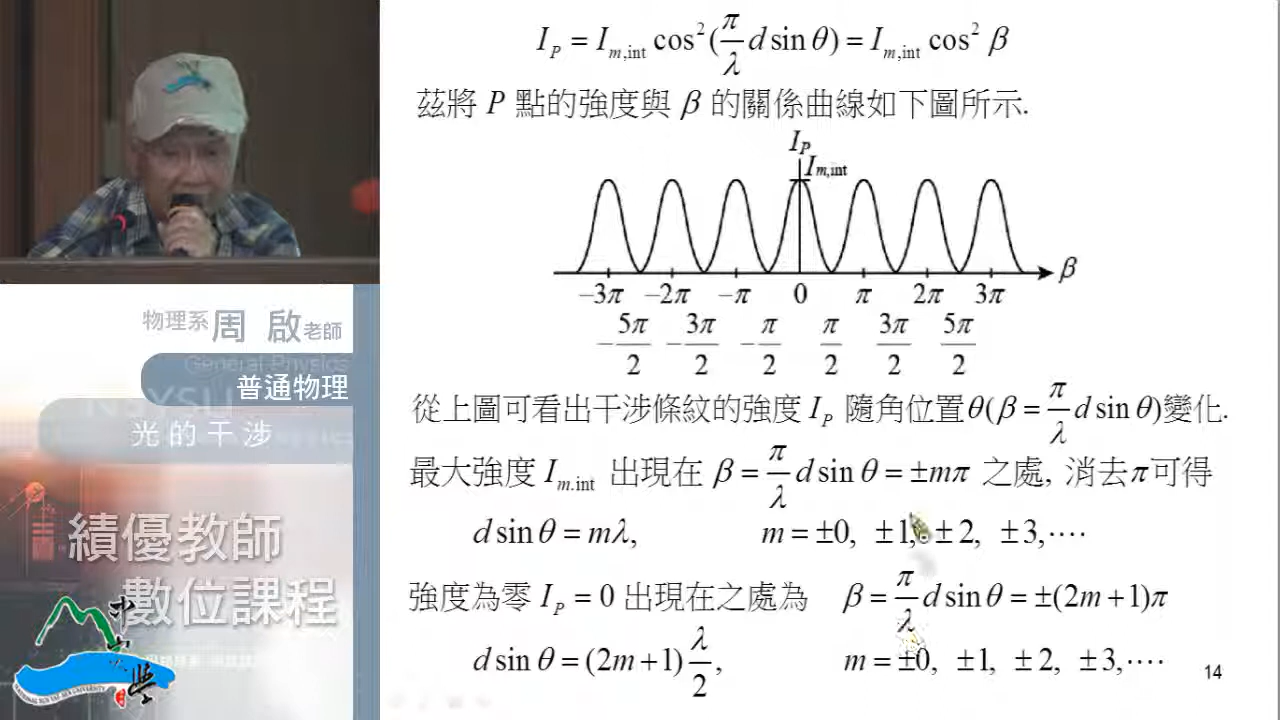 I_P = I_{m,int} cos²(π/λ d sin θ) = I_{m,int} cos² β
茲將 P 點的強度與 β 的關係曲線如下圖所示.
I_P
I_{m,int}
β
−3π −2π −π 0 π 2π 3π
−5π/2 −3π/2 −π/2 π/2 3π/2 5π/2
從上圖可看出干涉條紋的強度 I_P 隨角位置θ(β = π/λ d sin θ)變化.
最大強度 I_{m.int} 出現在 β = π/λ d sin θ = ±mπ 之處, 消去π可得
d sin θ = mλ, m = ±0, ±1, ± 2, ± 3,····
強度為零 I_P = 0 出現在之處為 β = π/λ d sin θ = ±(2m + 1)π
d sin θ = (2m + 1) λ/2, m = ±0, ±1, ± 2, ± 3,····
14
物理系 周 啟 老師
General Physics
普通物理
光的干涉
績優教師
數位課程
中山大學